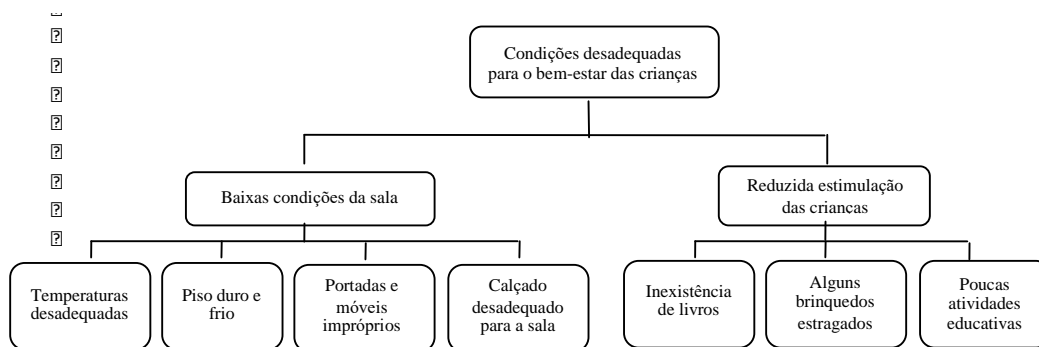 Condições desadequadas
para o bem-estar das crianças
Baixas condições da sala
Reduzida estimulação
das crianças
Temperaturas
desadequadas
Piso duro e
frio
Portadas e
móveis
impróprios
Calçado
desadequado
para a sala
Inexistência
de livros
Alguns
brinquedos
estragados
Poucas
atividades
educativas